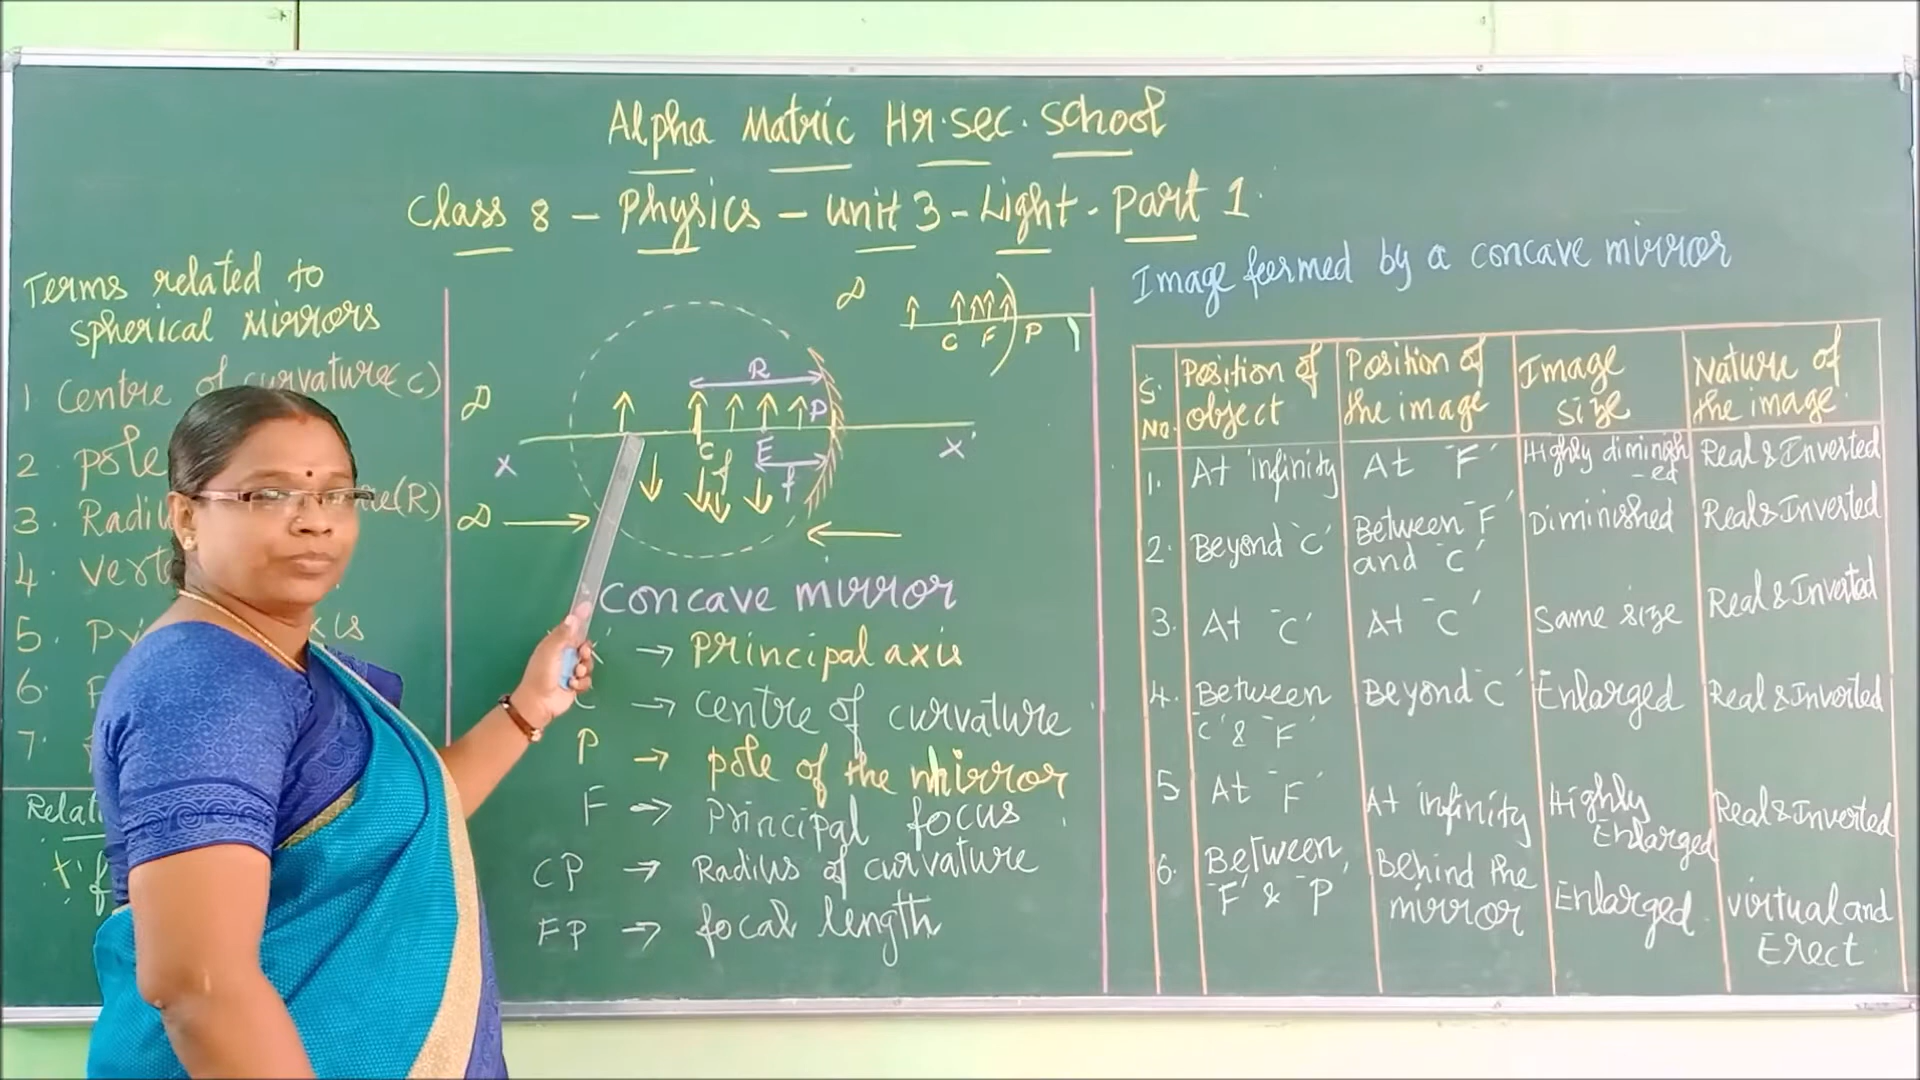 Alpha Matric Hr.sec.school
Class 8 – Physics – unit 3 - Light - Part 1
Terms related to
spherical Mirrors
1 Centre of curvature(C)
2. pole
3. Radiu (R)
4.
5.
6.
7.
∞
∞
R
P
C
f
E
f
X
X'
∞
C F P
concave mirror
→ Principal axis
→ centre of curvature
P → pole of the mhirror
F → Principal focus
CP → Radius of curvature
FP → focal length
Image formed by a concave mirror
S. No.
Position of object
Position of the image
Image size
Nature of the image
1. At infinity At 'F' Highly diminish-ed Real & Inverted
2. Beyond 'C' Between 'F' and 'C' Diminished Real & Inverted
3. At 'C' At 'C' Same size Real & Inverted
4. Between 'C' & 'F' Beyond 'C' Enlarged Real & Inverted
5 At 'F' At infinity Highly Enlarged Real & Inverted
6. Between 'F' & 'P' Behind the mirror Enlarged virtual and Erect